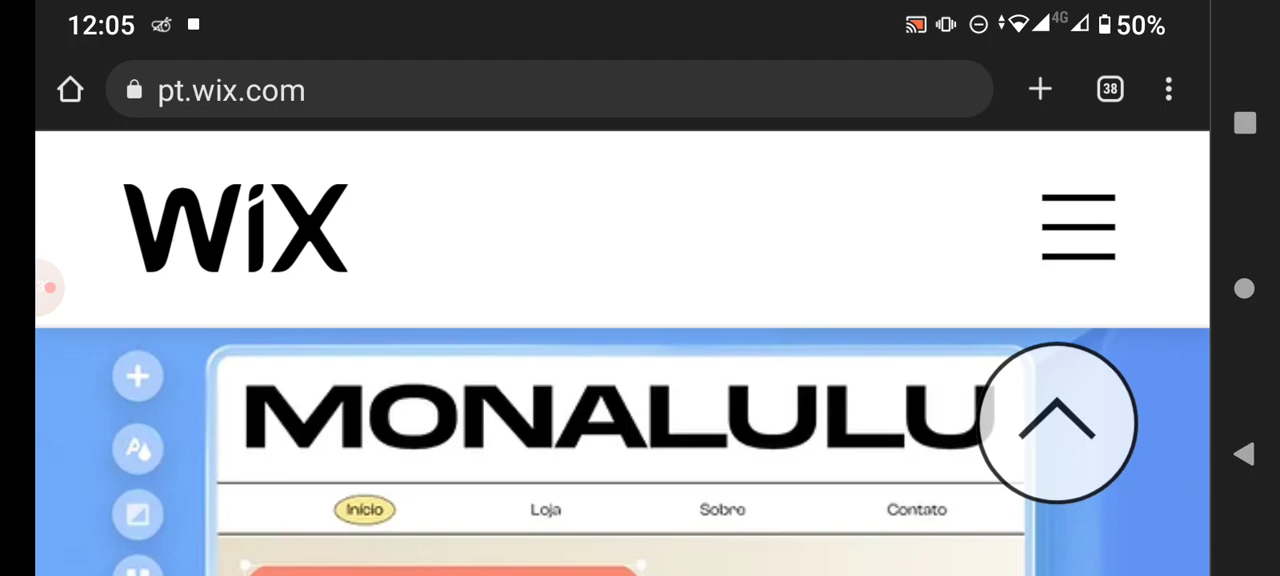 12:05
4G 50%
pt.wix.com
38
WiX
MONALULU
Início Loja Sobre Contato